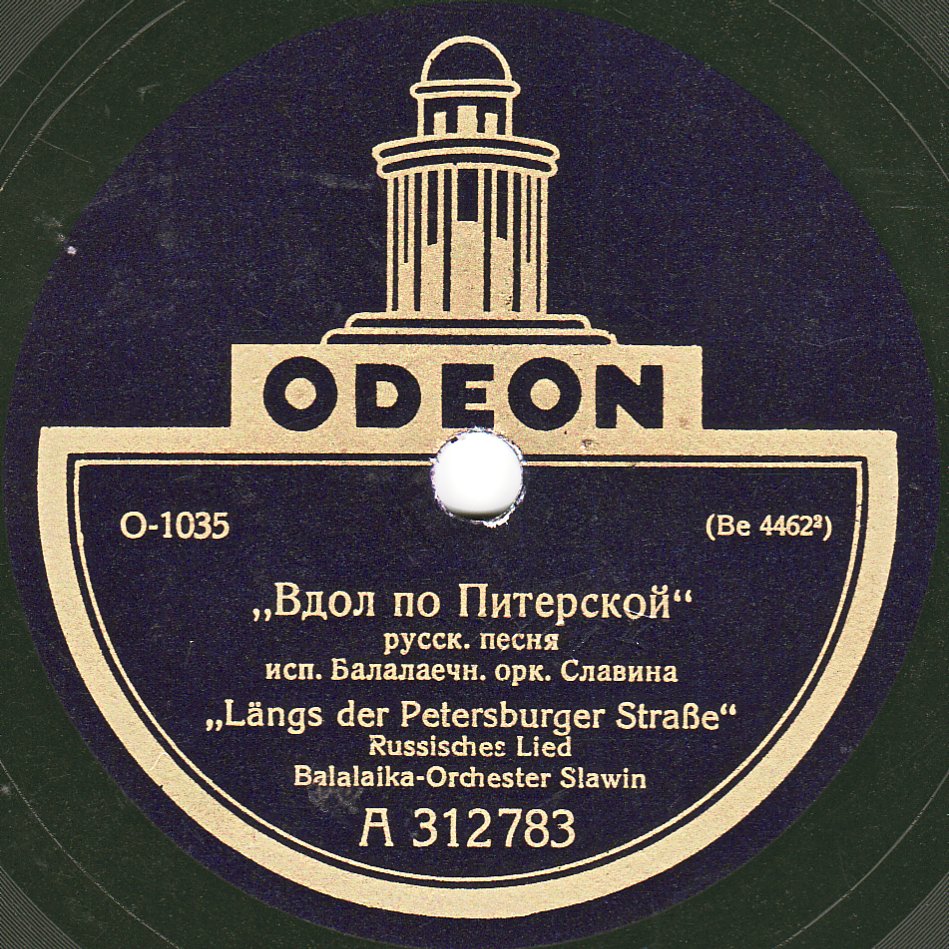 ODEON
O-1035 (Be 4462²)
„Вдол по Питерской“
русск. песня
исп. Балалаечн. орк. Славина
„Längs der Petersburger Straße“
Russisches Lied
Balalaika-Orchester Slawin
A 312783